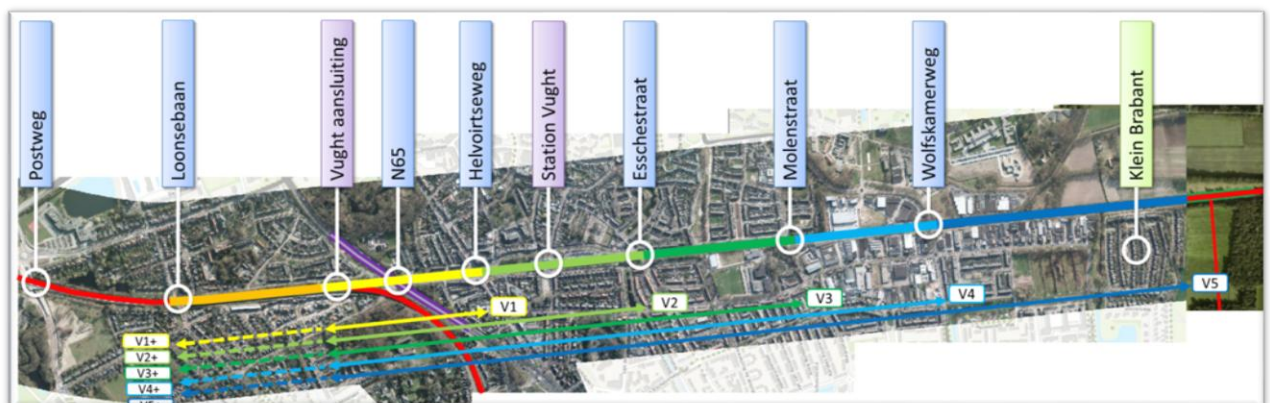 Postweg
Loonsebaan
Vught aansluiting
N65
Helvoirtseweg
Station Vught
Esschestraat
Molenstraat
Wolfskamerweg
Klein Brabant
V1
V2
V3
V4
V5
V1+
V2+
V3+
V4+